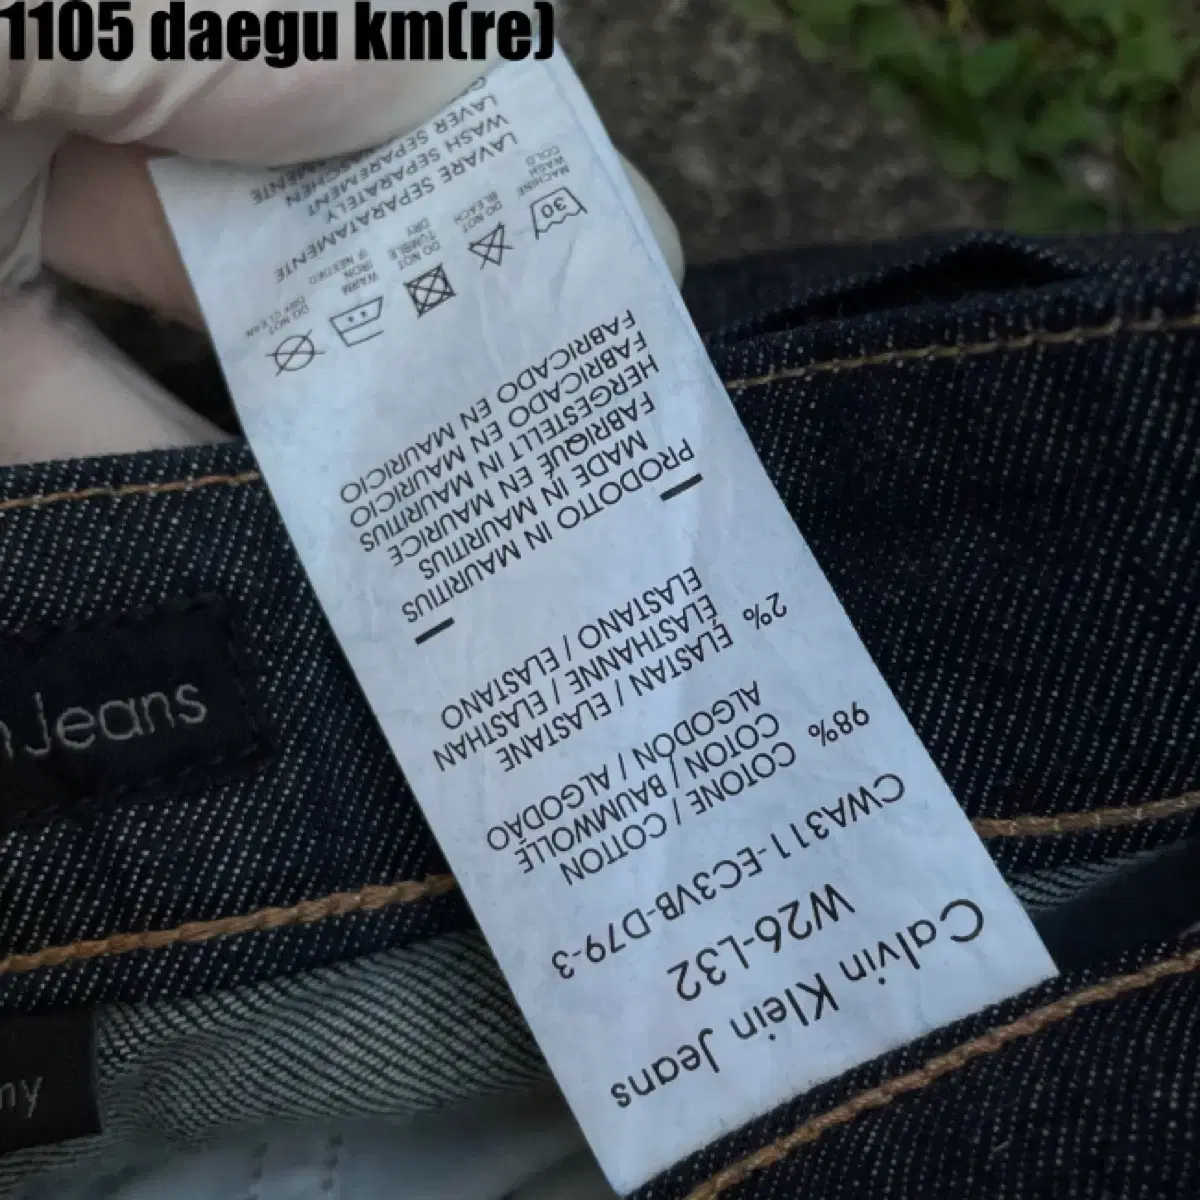 1105 daegu km(re)
Calvin Klein Jeans
W26-L32
CWA311-EC3VB-D79-3
98% COTONE / COTTON
COTON / BAUMWOLLE
ALGODÓN / ALGODÃO
2% ELASTAN / ELASTANE
ÉLASTHANNE / ELASTHAN
ELASTANO / ELASTANO
PRODOTTO IN MAURITIUS
MADE IN MAURITIUS
FABRIQUÉ EN MAURICE
HERGESTELLT IN MAURITIUS
FABRICADO EN MAURICIO
FABRICADO EN MAURICIO
30
MACHINE WASH COLD
DO NOT BLEACH
DO NOT TUMBLE DRY
WARM IRON IF NEEDED
DO NOT DRY CLEAN
LAVARE SEPARATAMENTE
WASH SEPARATELY
LAVER SEPAREMENT
Jeans
ny